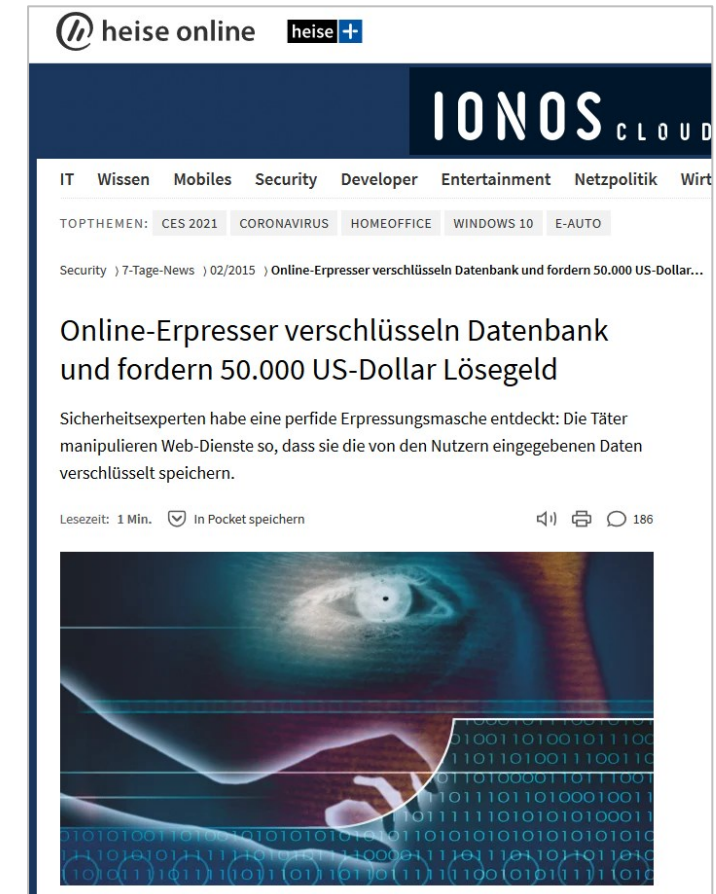 heise online heise +
IONOS CLOUD
IT Wissen Mobiles Security Developer Entertainment Netzpolitik Wirt
TOPTHEMEN: CES 2021 CORONAVIRUS HOMEOFFICE WINDOWS 10 E-AUTO
Security ⟩ 7-Tage-News ⟩ 02/2015 ⟩ Online-Erpresser verschlüsseln Datenbank und fordern 50.000 US-Dollar...
Online-Erpresser verschlüsseln Datenbank
und fordern 50.000 US-Dollar Lösegeld
Sicherheitsexperten habe eine perfide Erpressungsmasche entdeckt: Die Täter
manipulieren Web-Dienste so, dass sie die von den Nutzern eingegebenen Daten
verschlüsselt speichern.
Lesezeit: 1 Min. In Pocket speichern 186